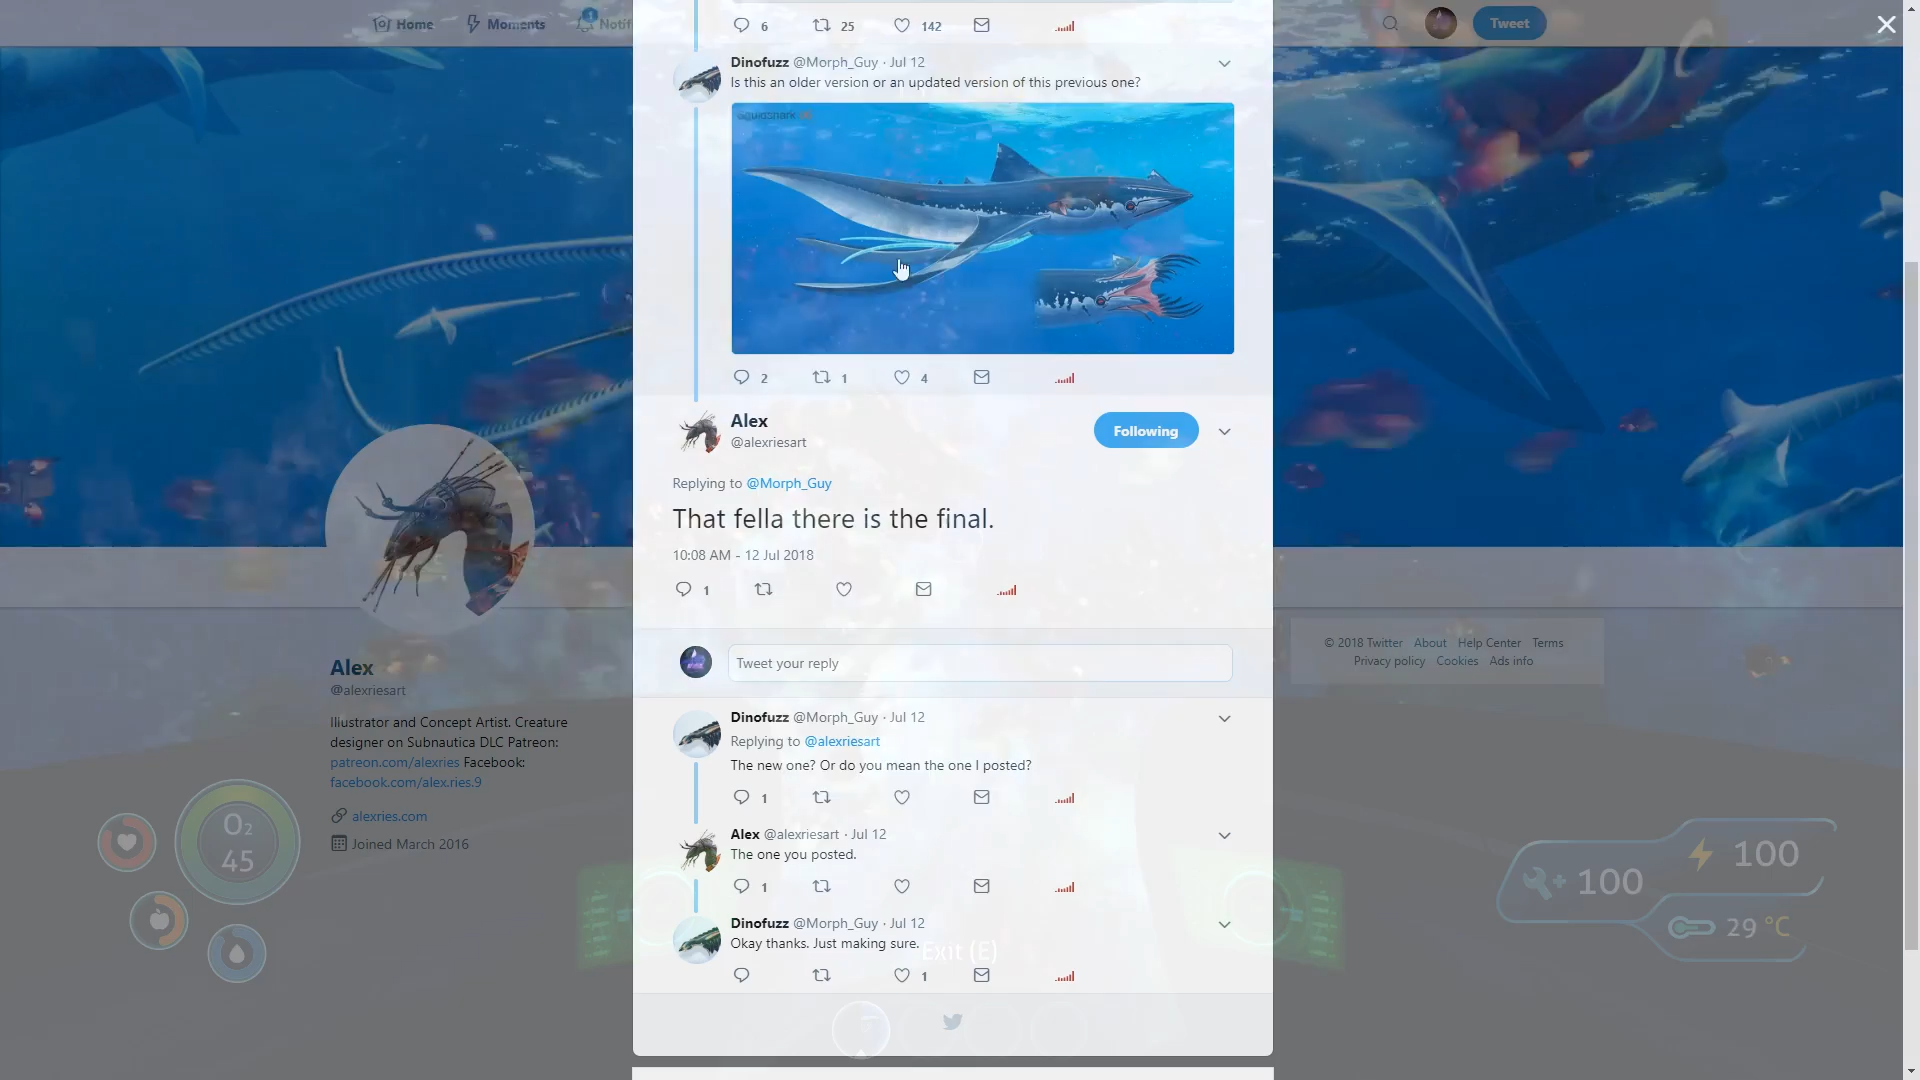 Home
Moments
1
Notif
Tweet
6
25
142
Dinofuzz @Morph_Guy · Jul 12
Is this an older version or an updated version of this previous one?
2
1
4
Alex
@alexriesart
Following
Replying to @Morph_Guy
That fella there is the final.
10:08 AM - 12 Jul 2018
1
Tweet your reply
Dinofuzz @Morph_Guy · Jul 12
Replying to @alexriesart
The new one? Or do you mean the one I posted?
1
Alex @alexriesart · Jul 12
The one you posted.
1
Dinofuzz @Morph_Guy · Jul 12
Okay thanks. Just making sure.
1
Exit (E)
Alex
@alexriesart
Illustrator and Concept Artist. Creature
designer on Subnautica DLC Patreon:
patreon.com/alexries Facebook:
facebook.com/alex.ries.9
alexries.com
Joined March 2016
O2
45
© 2018 Twitter About Help Center Terms
Privacy policy Cookies Ads info
100
100
29 °C